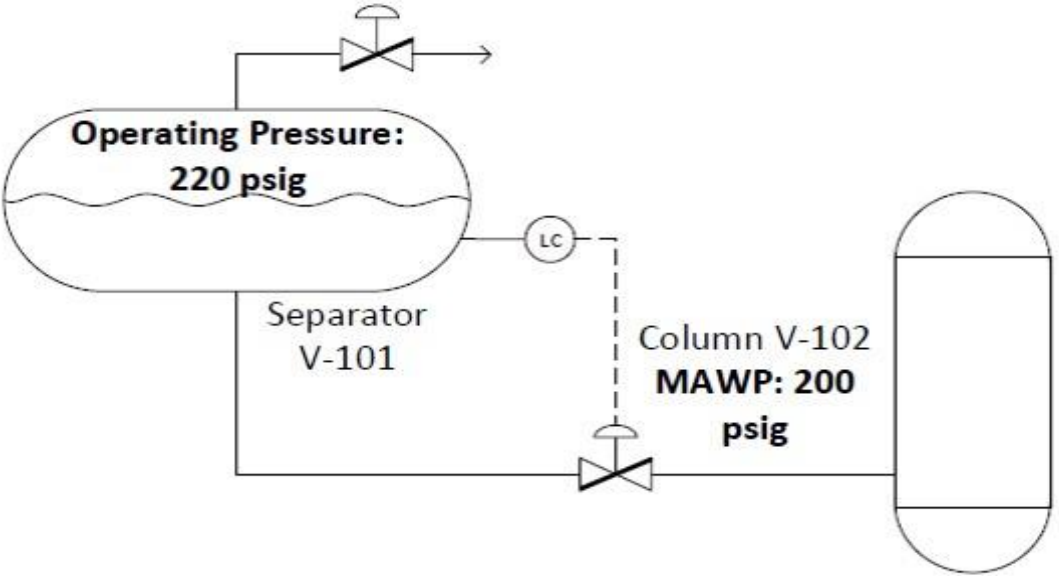 Operating Pressure:
220 psig
LC
Separator
V-101
Column V-102
MAWP: 200
psig